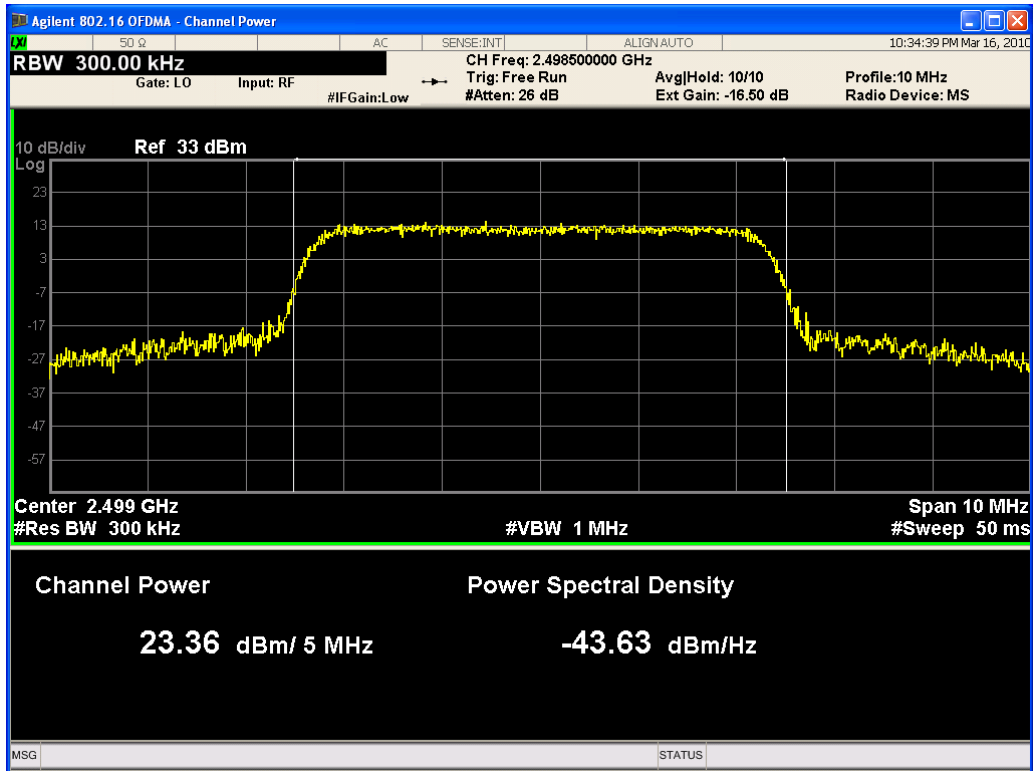 Agilent 802.16 OFDMA - Channel Power
LXI 50 Ω AC SENSE:INT ALIGN AUTO 10:34:39 PM Mar 16, 2010
RBW 300.00 kHz CH Freq: 2.498500000 GHz
Gate: LO Input: RF Trig: Free Run Avg|Hold: 10/10 Profile:10 MHz
#IFGain:Low #Atten: 26 dB Ext Gain: -16.50 dB Radio Device: MS
10 dB/div Ref 33 dBm
Log
23
13
3
-7
-17
-27
-37
-47
-57
Center 2.499 GHz Span 10 MHz
#Res BW 300 kHz #VBW 1 MHz #Sweep 50 ms
Channel Power Power Spectral Density
23.36 dBm/ 5 MHz -43.63 dBm/Hz
MSG STATUS